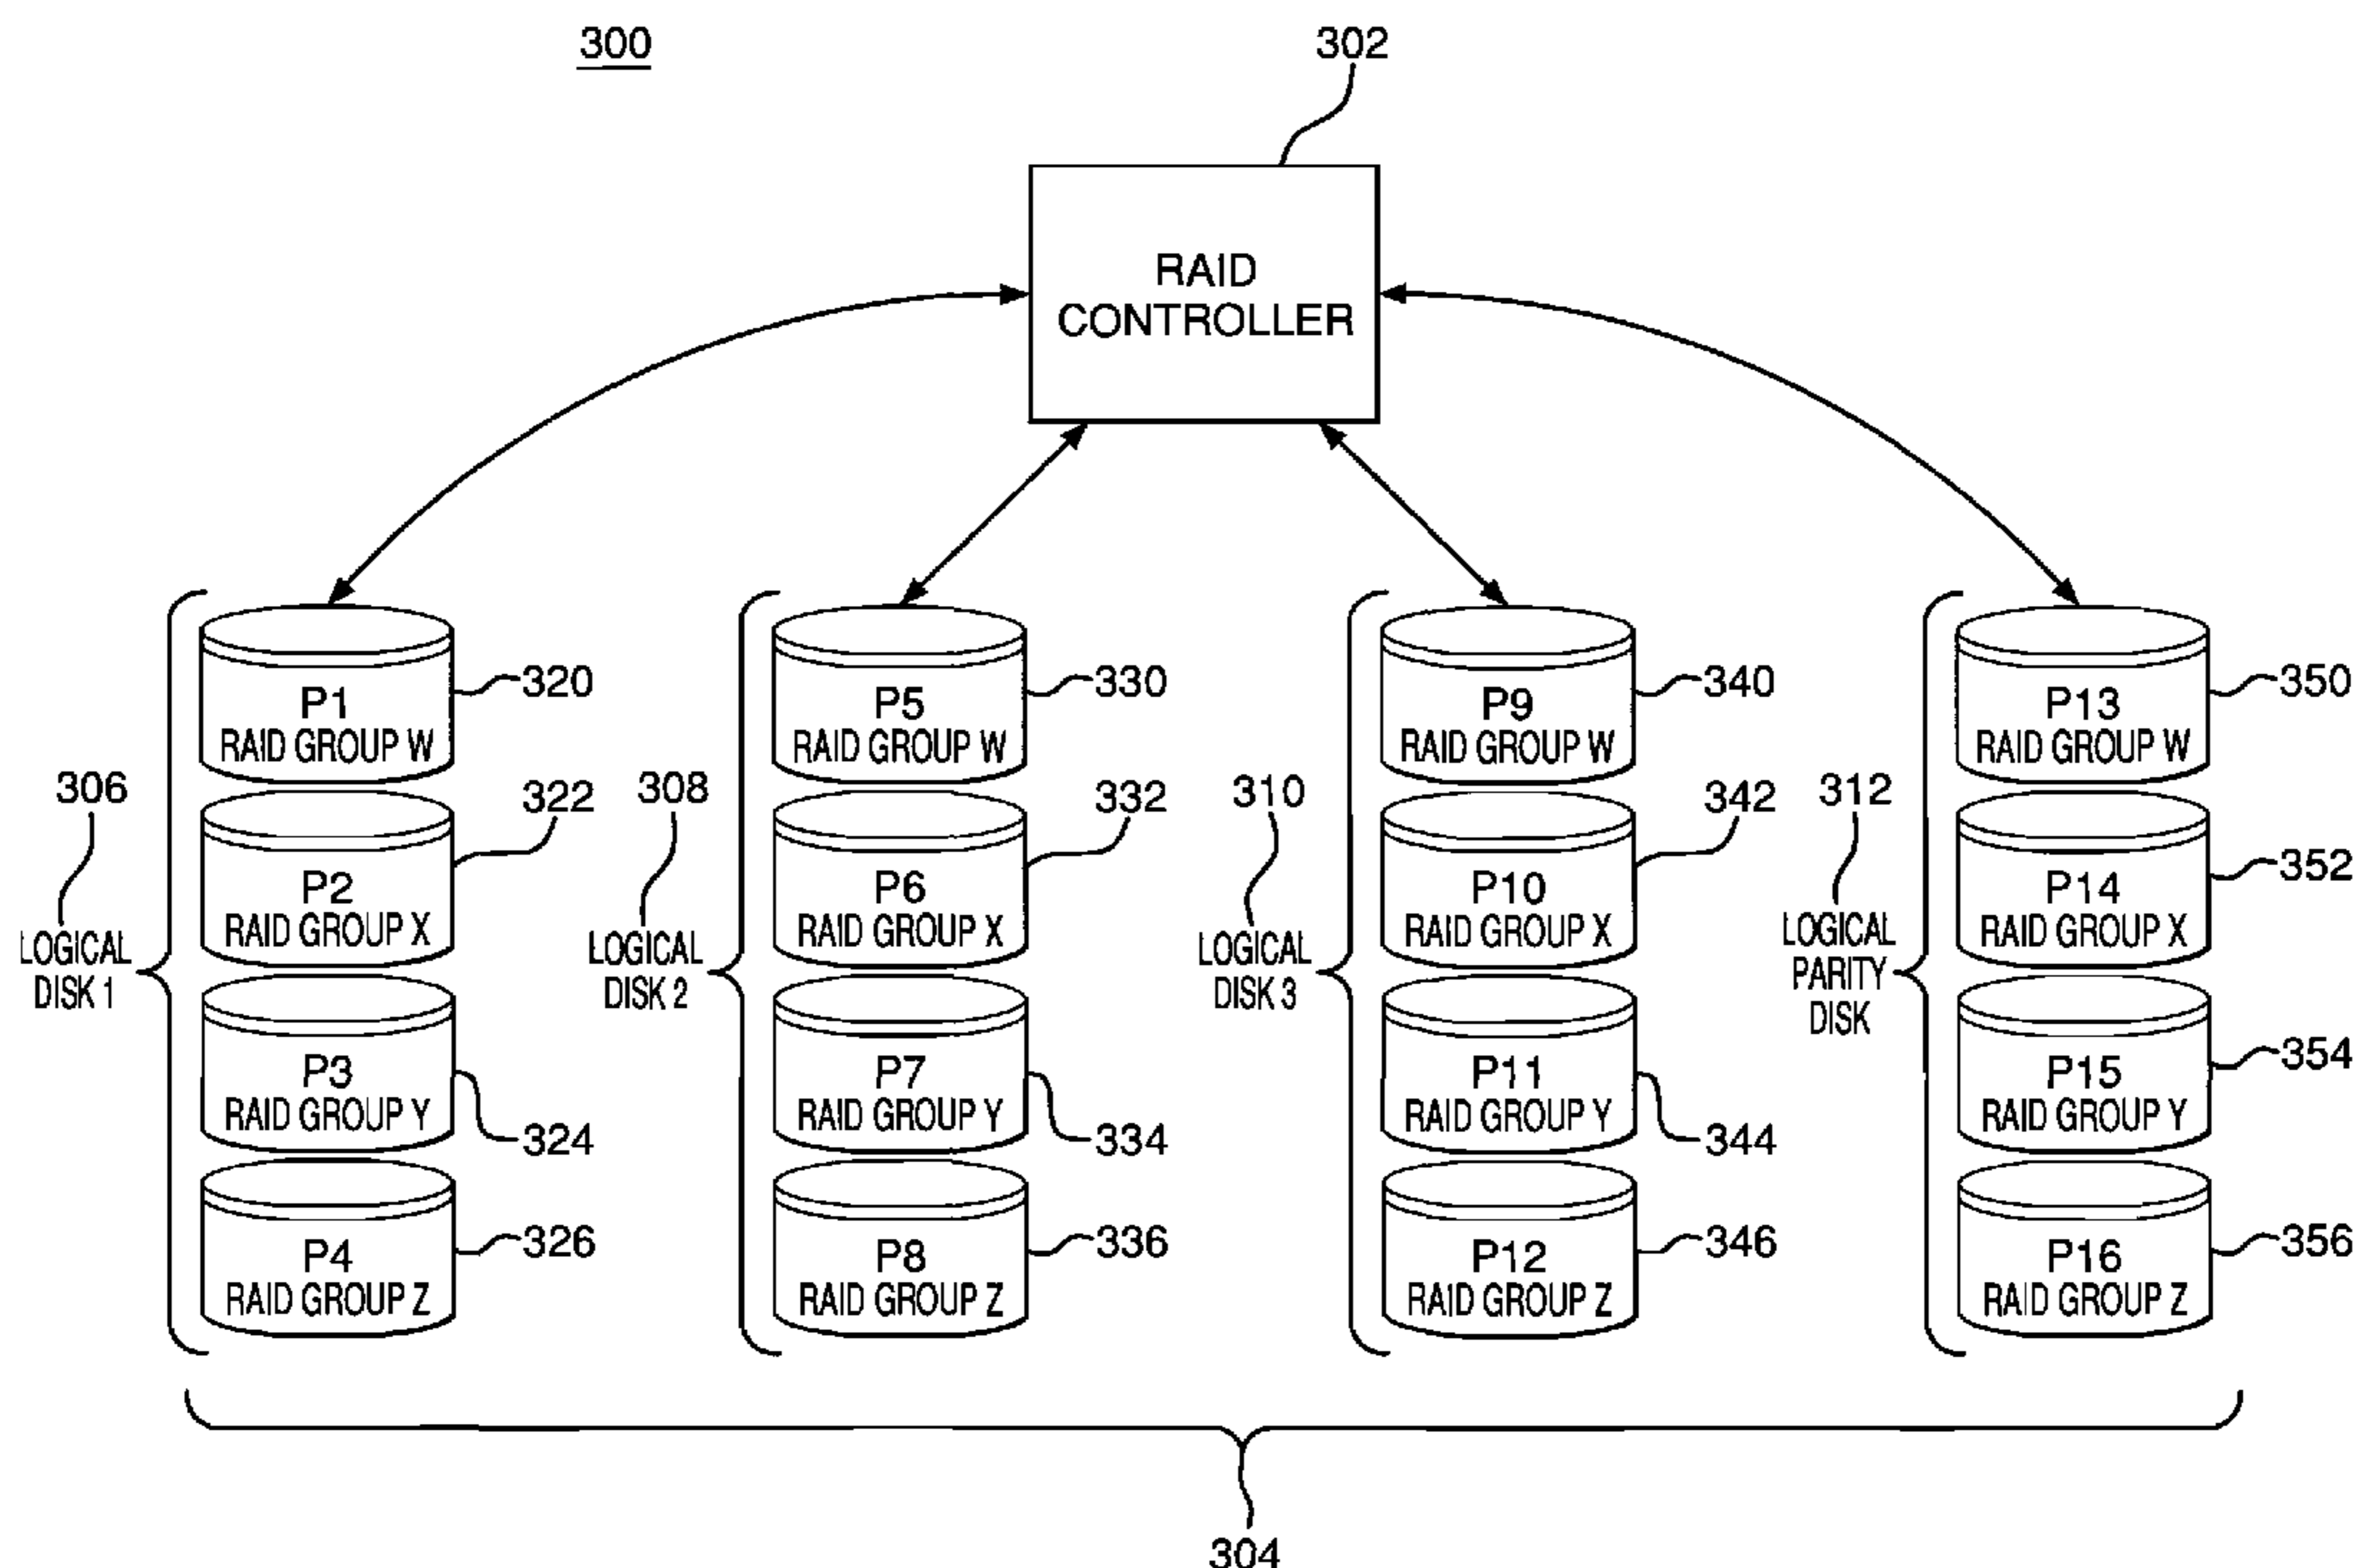 300
302
RAID
CONTROLLER
P1
RAID GROUP W
320
P5
RAID GROUP W
330
P9
RAID GROUP W
340
P13
RAID GROUP W
350
306
322
308
332
310
342
312
352
P2
RAID GROUP X
P6
RAID GROUP X
P10
RAID GROUP X
P14
RAID GROUP X
LOGICAL
DISK 1
LOGICAL
DISK 2
LOGICAL
DISK 3
LOGICAL
PARITY
DISK
P3
RAID GROUP Y
324
P7
RAID GROUP Y
334
P11
RAID GROUP Y
344
P15
RAID GROUP Y
354
P4
RAID GROUP Z
326
P8
RAID GROUP Z
336
P12
RAID GROUP Z
346
P16
RAID GROUP Z
356
304